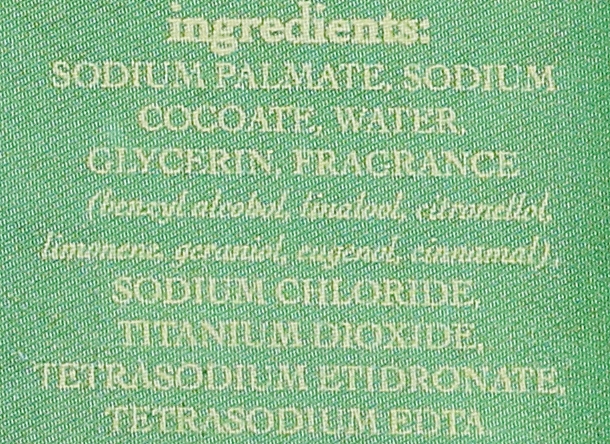 ingredients:
SODIUM PALMATE, SODIUM
COCOATE, WATER,
GLYCERIN, FRAGRANCE
(benzyl alcohol, linalool, citronellol,
limonene, geraniol, eugenol, cinnamal),
SODIUM CHLORIDE,
TITANIUM DIOXIDE,
TETRASODIUM ETIDRONATE,
TETRASODIUM EDTA